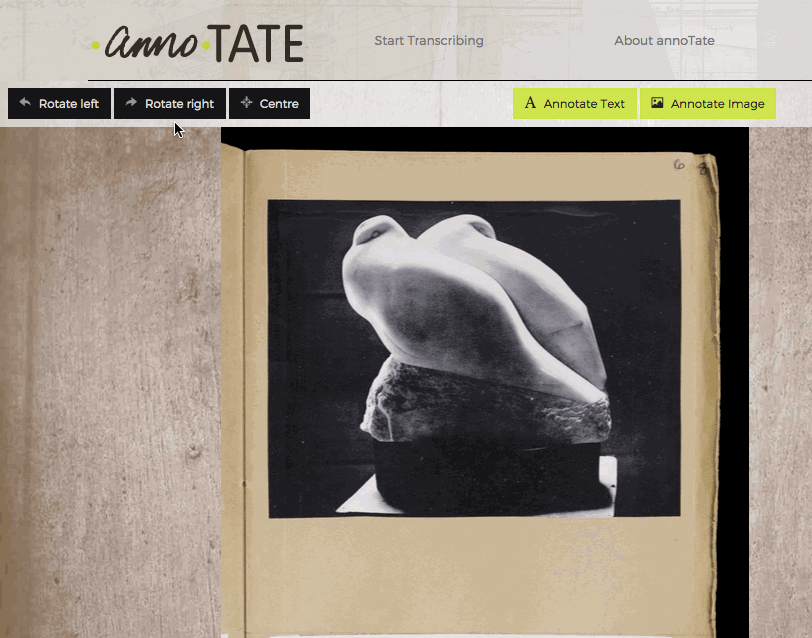 anno TATE
Start Transcribing
About annoTate
Rotate left
Rotate right
Centre
A Annotate Text
Annotate Image
6